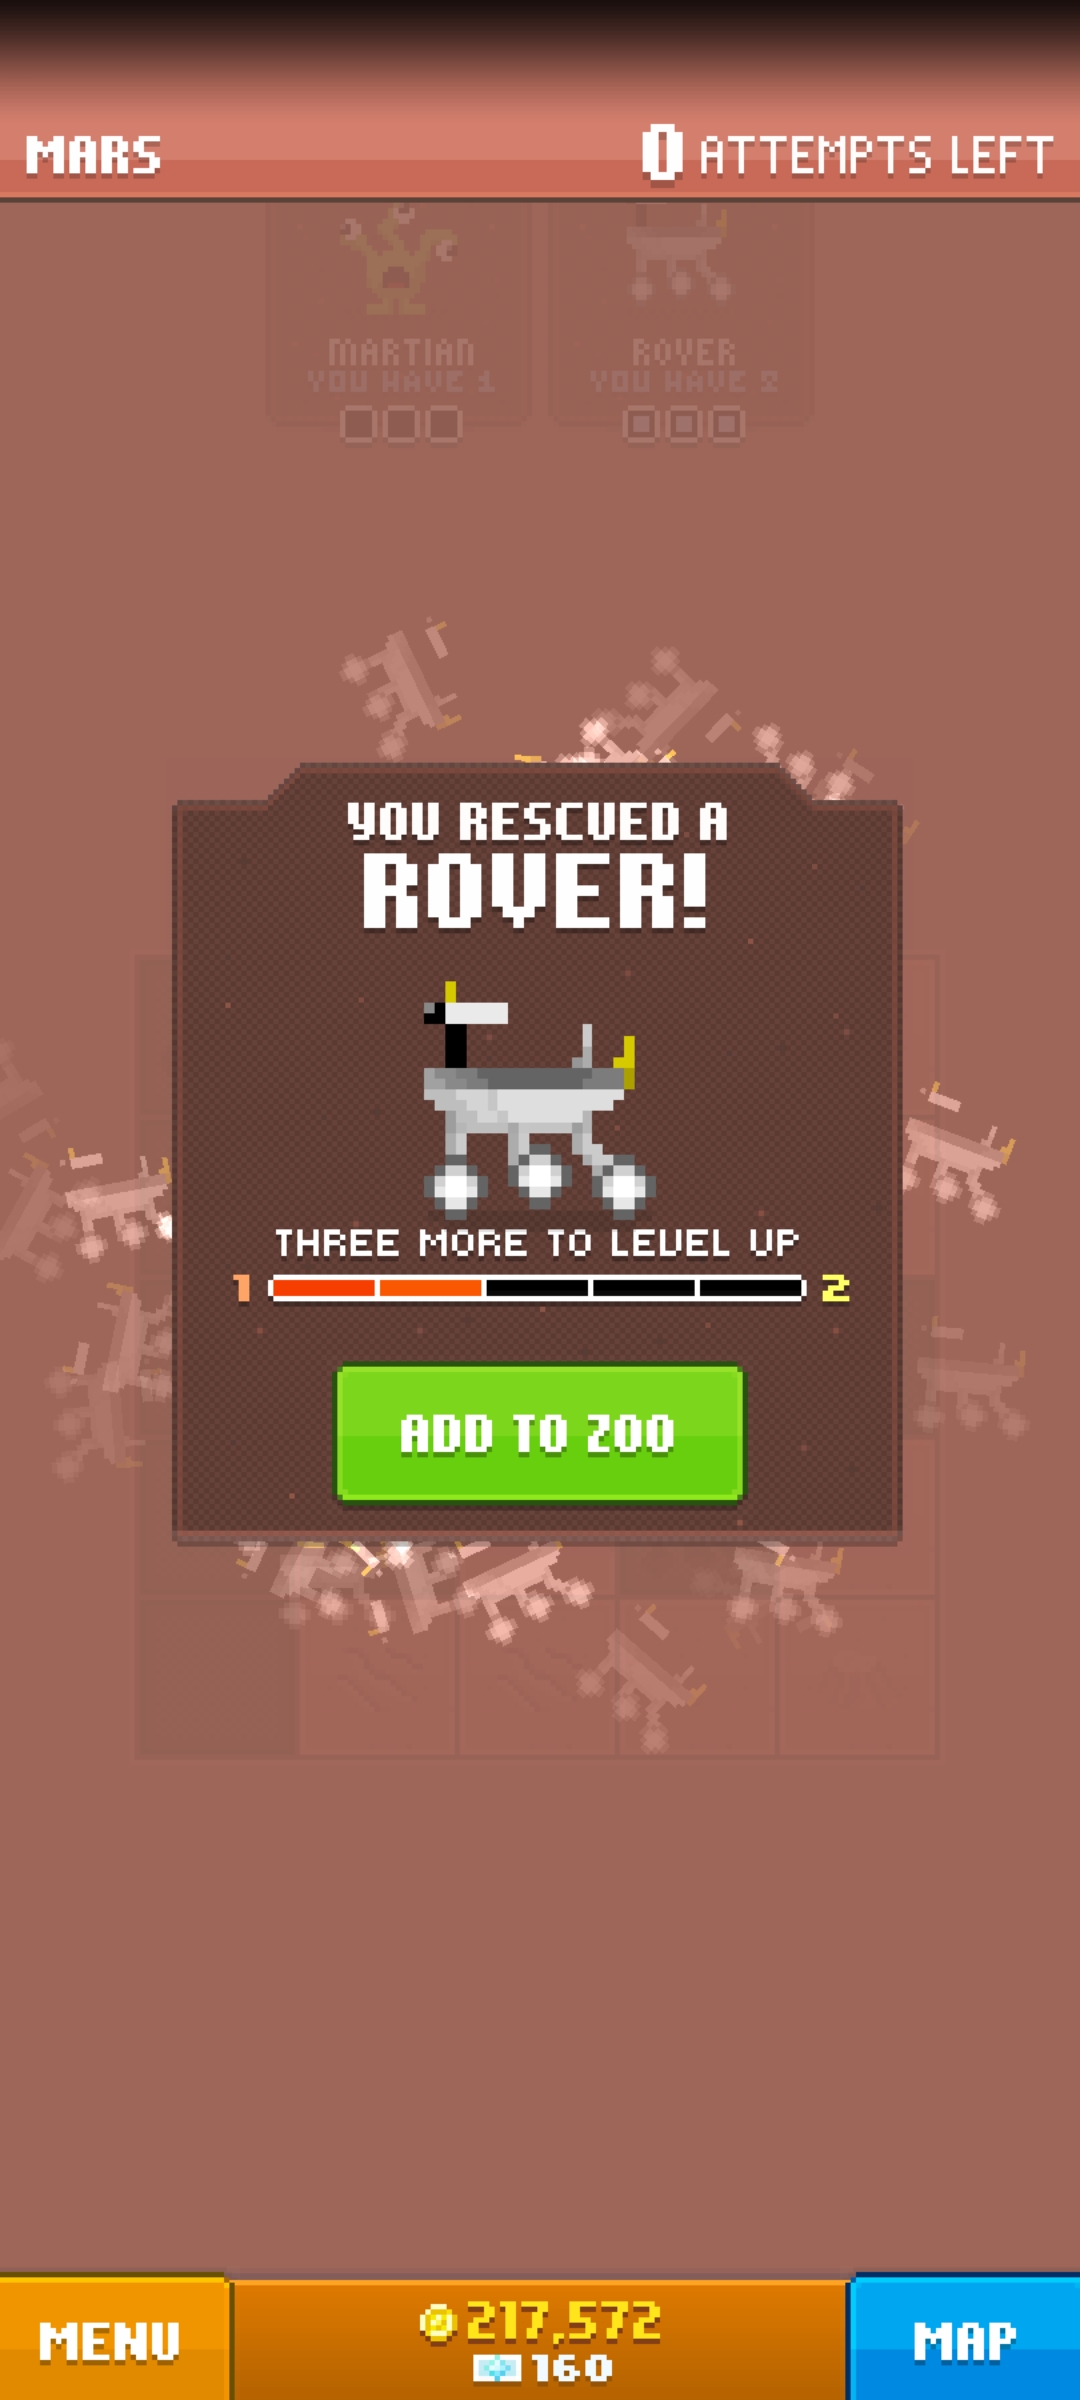 MARS
0 ATTEMPTS LEFT
MARTIAN
YOU HAVE 1
ROVER
YOU HAVE 2
YOU RESCUED A
ROVER!
THREE MORE TO LEVEL UP
1
2
ADD TO ZOO
MENU
217,572
160
MAP